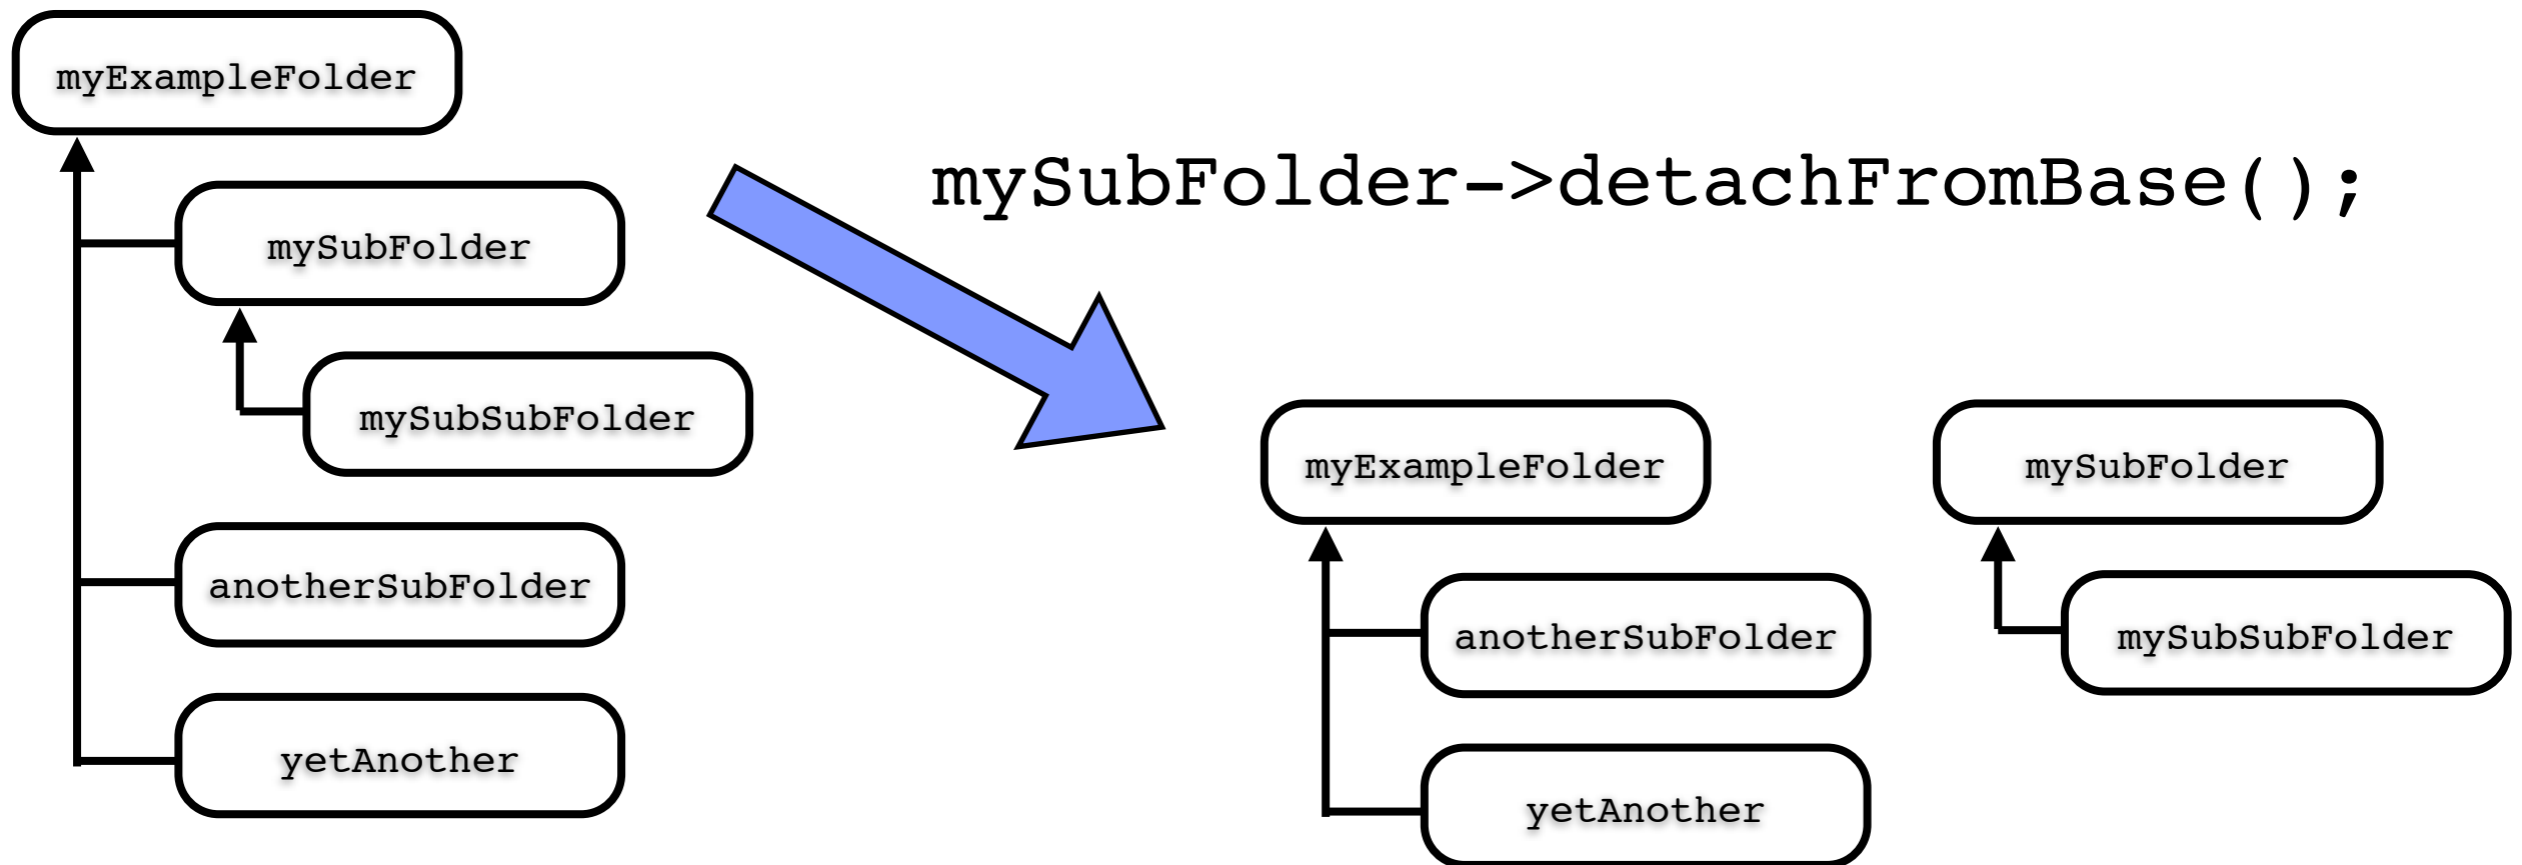 myExampleFolder
mySubFolder
mySubSubFolder
anotherSubFolder
yetAnother
mySubFolder->detachFromBase();
myExampleFolder
anotherSubFolder
yetAnother
mySubFolder
mySubSubFolder